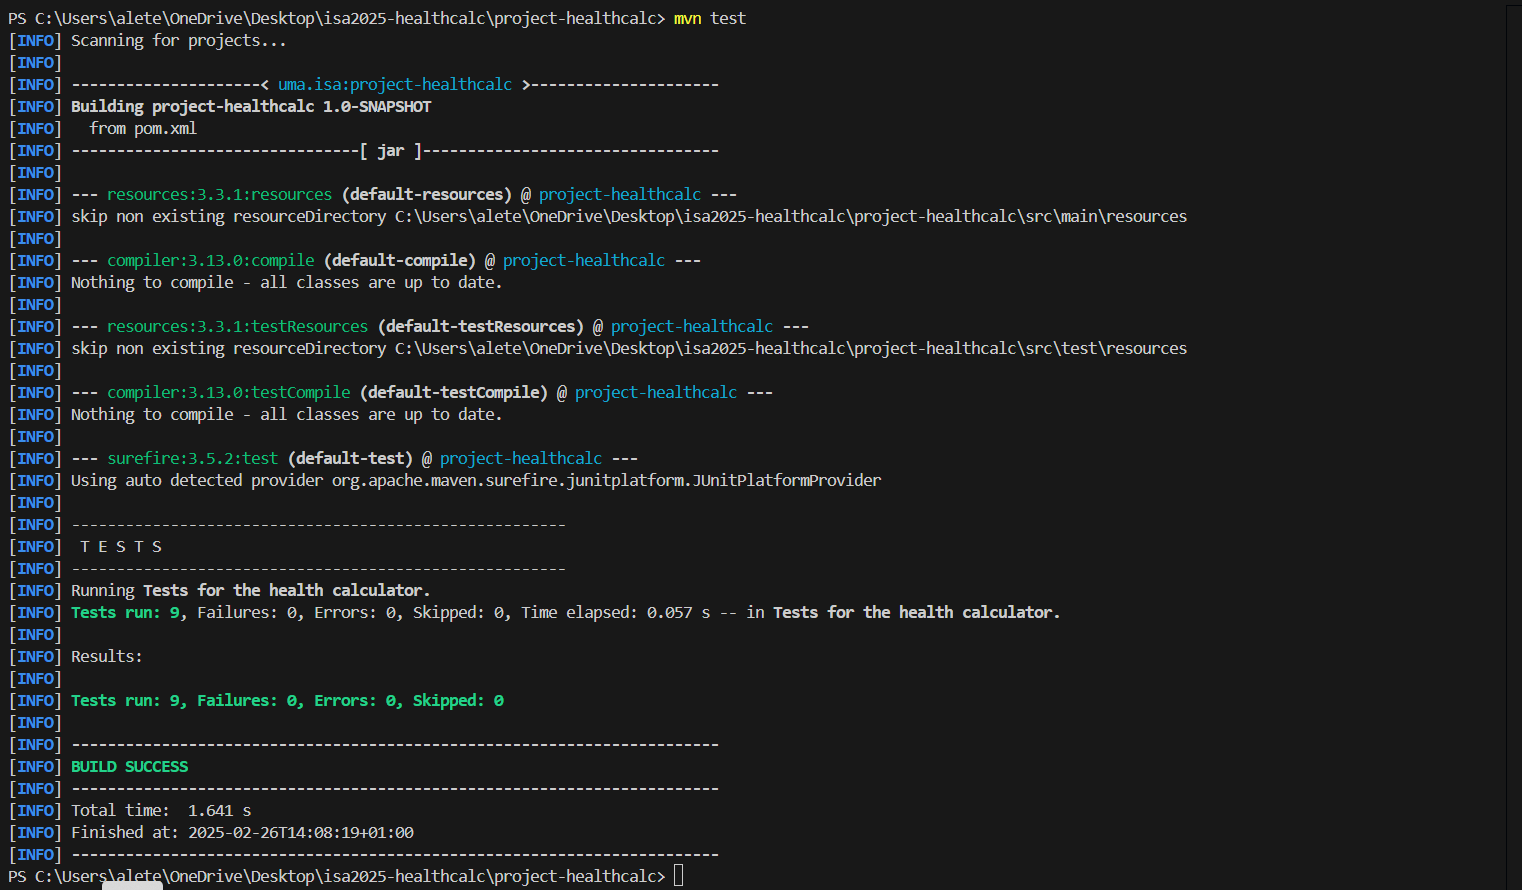 PS C:\Users\alete\OneDrive\Desktop\isa2025-healthcalc\project-healthcalc> mvn test
[INFO] Scanning for projects...
[INFO]
[INFO] ---------------------< uma.isa:project-healthcalc >---------------------
[INFO] Building project-healthcalc 1.0-SNAPSHOT
[INFO]   from pom.xml
[INFO] --------------------------------[ jar ]---------------------------------
[INFO]
[INFO] --- resources:3.3.1:resources (default-resources) @ project-healthcalc ---
[INFO] skip non existing resourceDirectory C:\Users\alete\OneDrive\Desktop\isa2025-healthcalc\project-healthcalc\src\main\resources
[INFO]
[INFO] --- compiler:3.13.0:compile (default-compile) @ project-healthcalc ---
[INFO] Nothing to compile - all classes are up to date.
[INFO]
[INFO] --- resources:3.3.1:testResources (default-testResources) @ project-healthcalc ---
[INFO] skip non existing resourceDirectory C:\Users\alete\OneDrive\Desktop\isa2025-healthcalc\project-healthcalc\src\test\resources
[INFO]
[INFO] --- compiler:3.13.0:testCompile (default-testCompile) @ project-healthcalc ---
[INFO] Nothing to compile - all classes are up to date.
[INFO]
[INFO] --- surefire:3.5.2:test (default-test) @ project-healthcalc ---
[INFO] Using auto detected provider org.apache.maven.surefire.junitplatform.JUnitPlatformProvider
[INFO]
[INFO] -------------------------------------------------------
[INFO]  T E S T S
[INFO] -------------------------------------------------------
[INFO] Running Tests for the health calculator.
[INFO] Tests run: 9, Failures: 0, Errors: 0, Skipped: 0, Time elapsed: 0.057 s -- in Tests for the health calculator.
[INFO]
[INFO] Results:
[INFO]
[INFO] Tests run: 9, Failures: 0, Errors: 0, Skipped: 0
[INFO]
[INFO] ------------------------------------------------------------------------
[INFO] BUILD SUCCESS
[INFO] ------------------------------------------------------------------------
[INFO] Total time:  1.641 s
[INFO] Finished at: 2025-02-26T14:08:19+01:00
[INFO] ------------------------------------------------------------------------
PS C:\Users\alete\OneDrive\Desktop\isa2025-healthcalc\project-healthcalc>